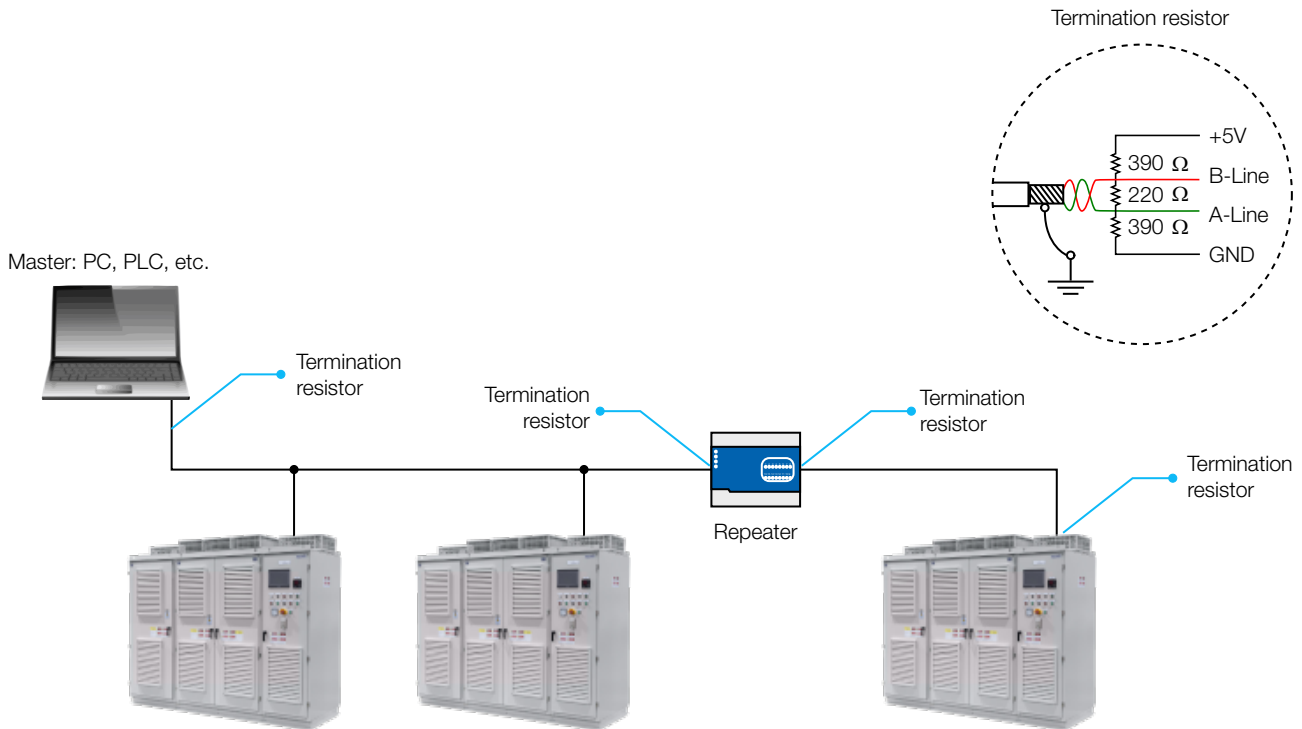 Termination resistor
+5V
390 Ω
B-Line
220 Ω
A-Line
390 Ω
GND
Master: PC, PLC, etc.
Termination
resistor
Termination
resistor
Termination
resistor
Termination
resistor
Repeater